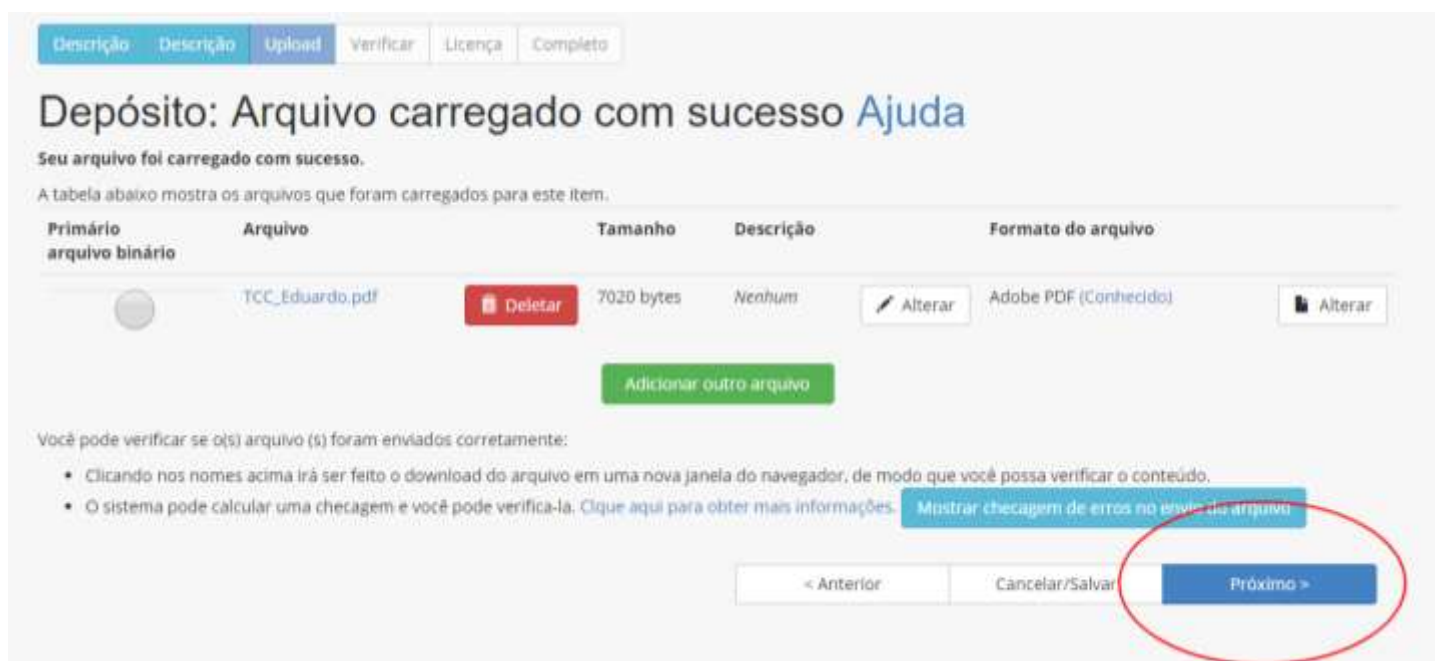 Descrição Descrição Upload Verificar Licença Completo
Depósito: Arquivo carregado com sucesso Ajuda
Seu arquivo foi carregado com sucesso.
A tabela abaixo mostra os arquivos que foram carregados para este item.
Primário Arquivo Tamanho Descrição Formato do arquivo
arquivo binário
TCC_Eduardo.pdf Deletar 7020 bytes Nenhum Alterar Adobe PDF (Conhecido) Alterar
Adicionar outro arquivo
Você pode verificar se o(s) arquivo (s) foram enviados corretamente:
• Clicando nos nomes acima irá ser feito o download do arquivo em uma nova janela do navegador, de modo que você possa verificar o conteúdo.
• O sistema pode calcular uma checagem e você pode verifica-la. Clque aqui para obter mais informações. Mostrar checagem de erros no envio do arquivo
< Anterior Cancelar/Salvar Próximo >